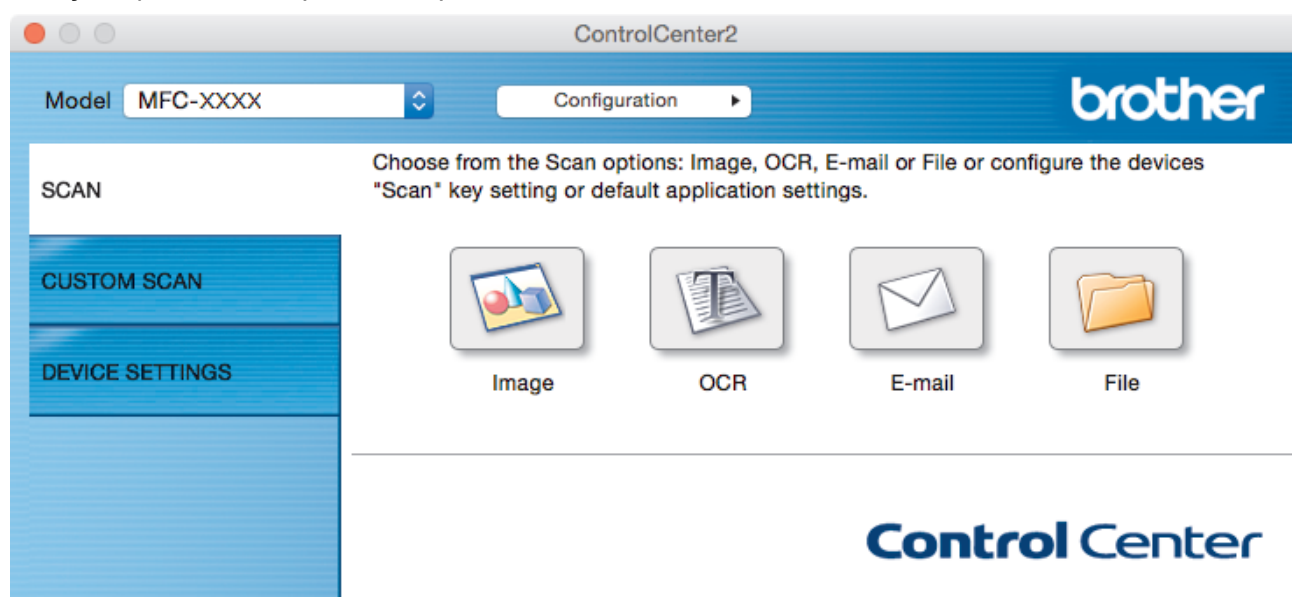 ControlCenter2
Model MFC-XXXX Configuration
brother
SCAN
CUSTOM SCAN
DEVICE SETTINGS
Choose from the Scan options: Image, OCR, E-mail or File or configure the devices
"Scan" key setting or default application settings.
Image OCR E-mail File
Control Center